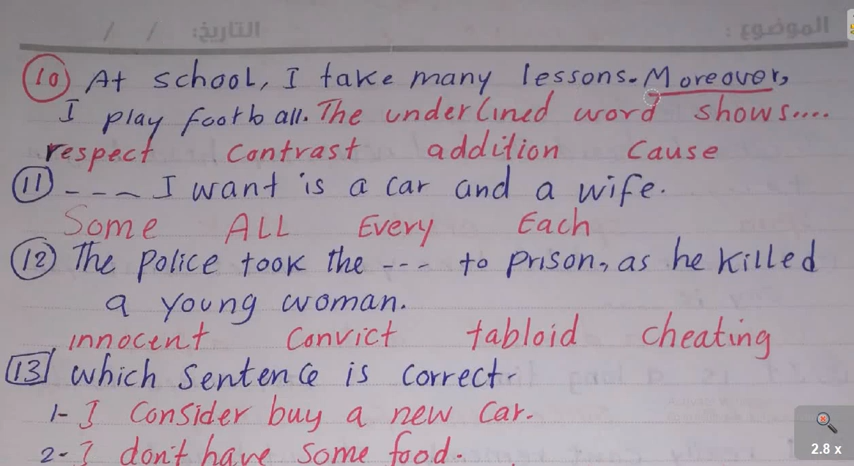 الموضوع : التاريخ: / /
10 At school, I take many lessons. Moreover,
I play football. The underlined word shows....
respect contrast addition cause
11 --- I want is a car and a wife.
Some ALL Every Each
12 The police took the --- to prison, as he killed
a young woman.
innocent convict tabloid cheating
13 which sentence is correct-
1- I consider buy a new car.
2- I don't have some food.
2.8 x